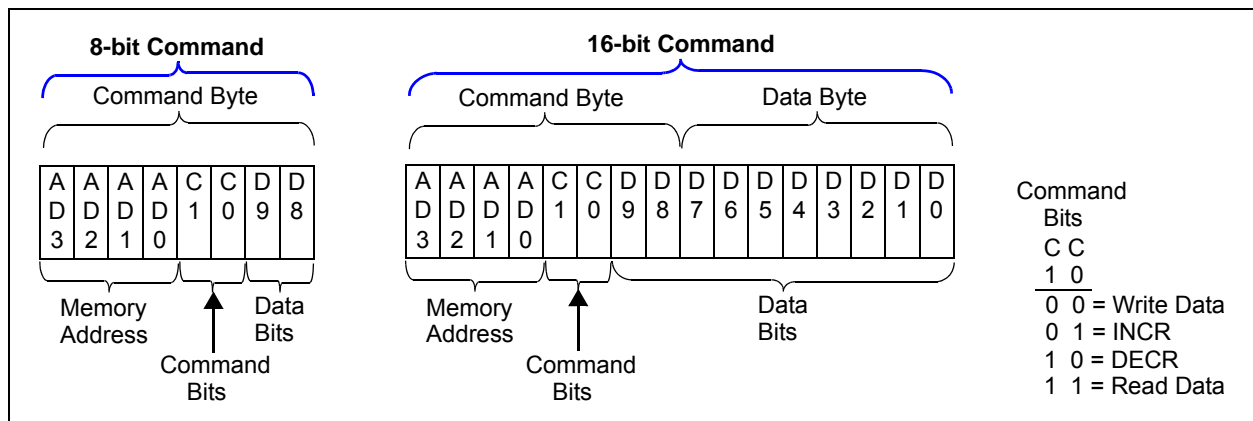 8-bit Command
16-bit Command
Command Byte
Command Byte
Data Byte
A A A A C C D D
D D D D 1 0 9 8
3 2 1 0
A A A A C C D D D D D D D D D D
D D D D 1 0 9 8 7 6 5 4 3 2 1 0
3 2 1 0
Memory
Address
Command
Bits
Data
Bits
Memory
Address
Command
Bits
Data
Bits
Command
Bits
C C
1 0
0 0 = Write Data
0 1 = INCR
1 0 = DECR
1 1 = Read Data